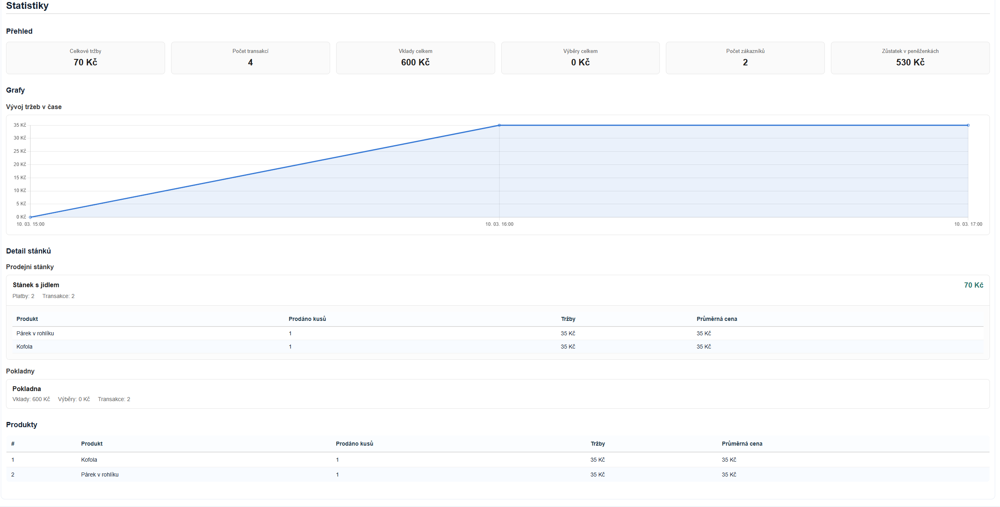 Statistiky
Přehled
Celkové tržby
70 Kč
Počet transakcí
4
Vklady celkem
600 Kč
Výběry celkem
0 Kč
Počet zákazníků
2
Zůstatek v peněženkách
530 Kč
Grafy
Vývoj tržeb v čase
35 Kč
30 Kč
25 Kč
20 Kč
15 Kč
10 Kč
5 Kč
0 Kč
10. 03. 15:00 10. 03. 16:00 10. 03. 17:00
Detail stánků
Prodejní stánky
Stánek s jídlem 70 Kč
Platby: 2 Transakce: 2
Produkt Prodáno kusů Tržby Průměrná cena
Párek v rohlíku 1 35 Kč 35 Kč
Kofola 1 35 Kč 35 Kč
Pokladny
Pokladna
Vklady: 600 Kč Výběry: 0 Kč Transakce: 2
Produkty
# Produkt Prodáno kusů Tržby Průměrná cena
1 Kofola 1 35 Kč 35 Kč
2 Párek v rohlíku 1 35 Kč 35 Kč